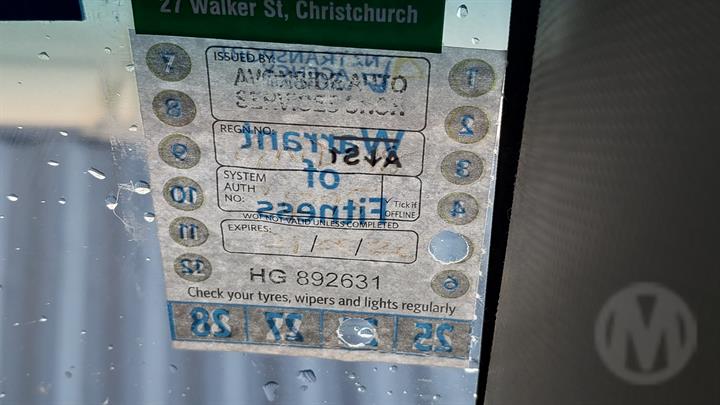 27 Walker St, Christchurch
ISSUED BY:
7 1
8 2
REGN NO: Warrant
9 3
SYSTEM of
AUTH
NO: Fitness
Y Tick if
OFFLINE
10 4
WOF NOT VALID UNLESS COMPLETED
11
EXPIRES: / /
12 6
HG 892631
Check your tyres, wipers and lights regularly
28 27 25
M